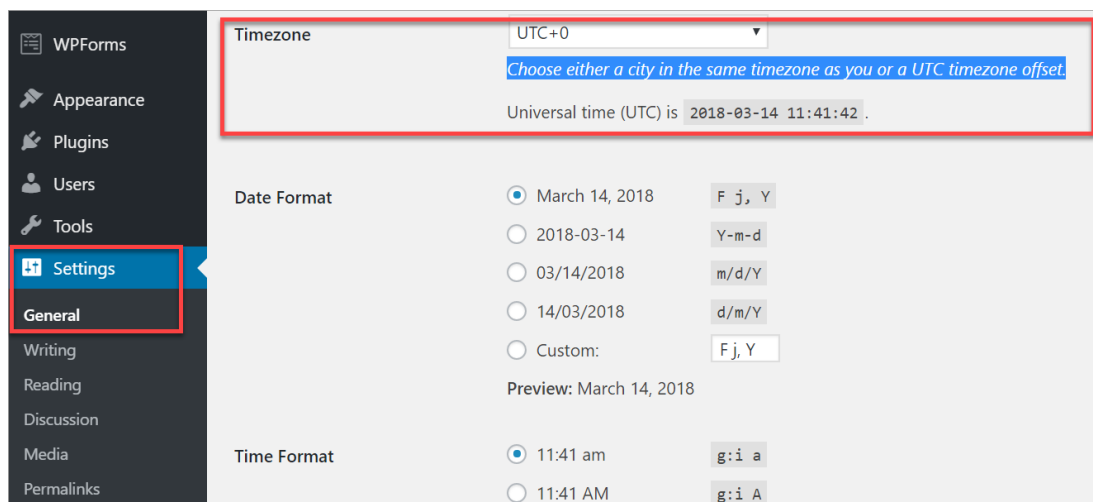 WPForms
Appearance
Plugins
Users
Tools
Settings
General
Writing
Reading
Discussion
Media
Permalinks
Timezone UTC+0
Choose either a city in the same timezone as you or a UTC timezone offset.
Universal time (UTC) is 2018-03-14 11:41:42 .
Date Format March 14, 2018 F j, Y
2018-03-14 Y-m-d
03/14/2018 m/d/Y
14/03/2018 d/m/Y
Custom: F j, Y
Preview: March 14, 2018
Time Format 11:41 am g:i a
11:41 AM g:i A